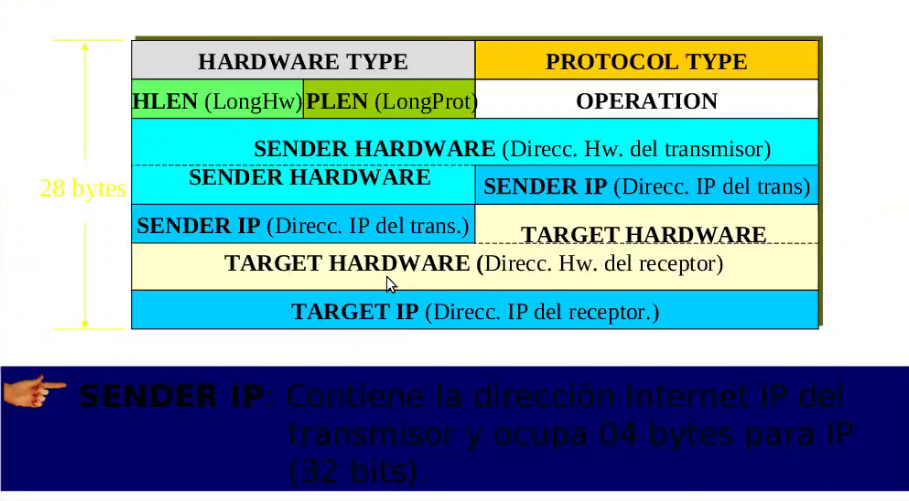 HARDWARE TYPE PROTOCOL TYPE
HLEN (LongHw) PLEN (LongProt) OPERATION
SENDER HARDWARE (Direcc. Hw. del transmisor)
SENDER HARDWARE SENDER IP (Direcc. IP del trans)
28 bytes
SENDER IP (Direcc. IP del trans.) TARGET HARDWARE
TARGET HARDWARE (Direcc. Hw. del receptor)
TARGET IP (Direcc. IP del receptor.)
SENDER IP: Contiene la dirección Internet IP del
transmisor y ocupa 04 bytes para IP
(32 bits).